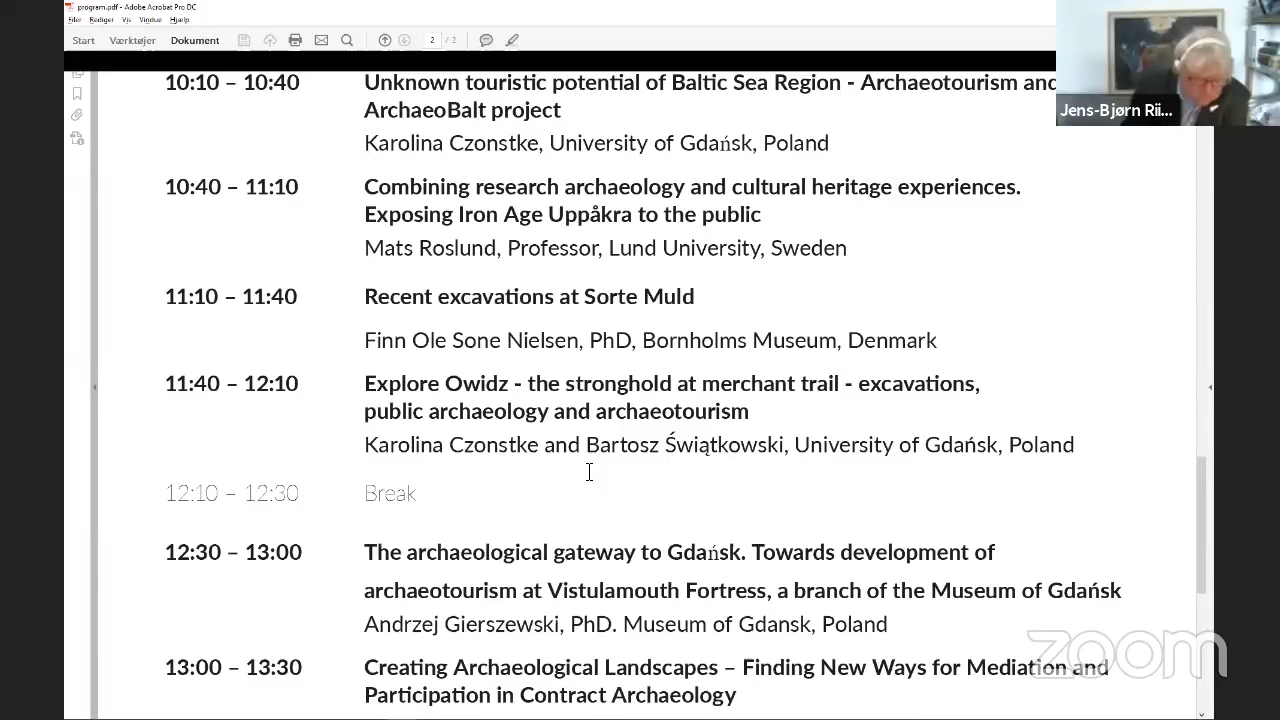 program.pdf - Adobe Acrobat Pro DC
Filer Rediger Vis Vindue Hjælp
Start Værktøjer Dokument 2 / 2
10:10 – 10:40 Unknown touristic potential of Baltic Sea Region - Archaeotourism and
ArchaeoBalt project
Karolina Czonstke, University of Gdańsk, Poland
Jens-Bjørn Rii...
10:40 – 11:10 Combining research archaeology and cultural heritage experiences.
Exposing Iron Age Uppåkra to the public
Mats Roslund, Professor, Lund University, Sweden
11:10 – 11:40 Recent excavations at Sorte Muld
Finn Ole Sone Nielsen, PhD, Bornholms Museum, Denmark
11:40 – 12:10 Explore Owidz - the stronghold at merchant trail - excavations,
public archaeology and archaeotourism
Karolina Czonstke and Bartosz Świątkowski, University of Gdańsk, Poland
12:10 – 12:30 Break
12:30 – 13:00 The archaeological gateway to Gdańsk. Towards development of
archaeotourism at Vistulamouth Fortress, a branch of the Museum of Gdańsk
Andrzej Gierszewski, PhD. Museum of Gdansk, Poland
13:00 – 13:30 Creating Archaeological Landscapes – Finding New Ways for Mediation and
Participation in Contract Archaeology
zoom